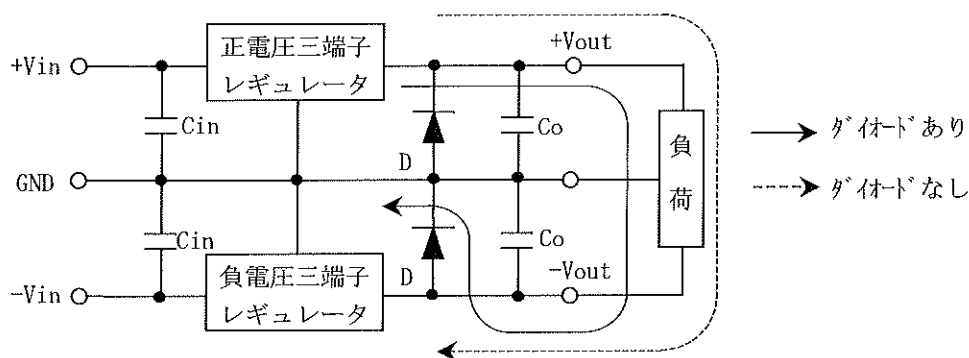 正電圧三端子
レギュレータ
+Vout
+Vin
Cin
Co
D
GND
負
荷
ダイオードあり
ダイオードなし
Cin
Co
D
負電圧三端子
レギュレータ
-Vout
-Vin